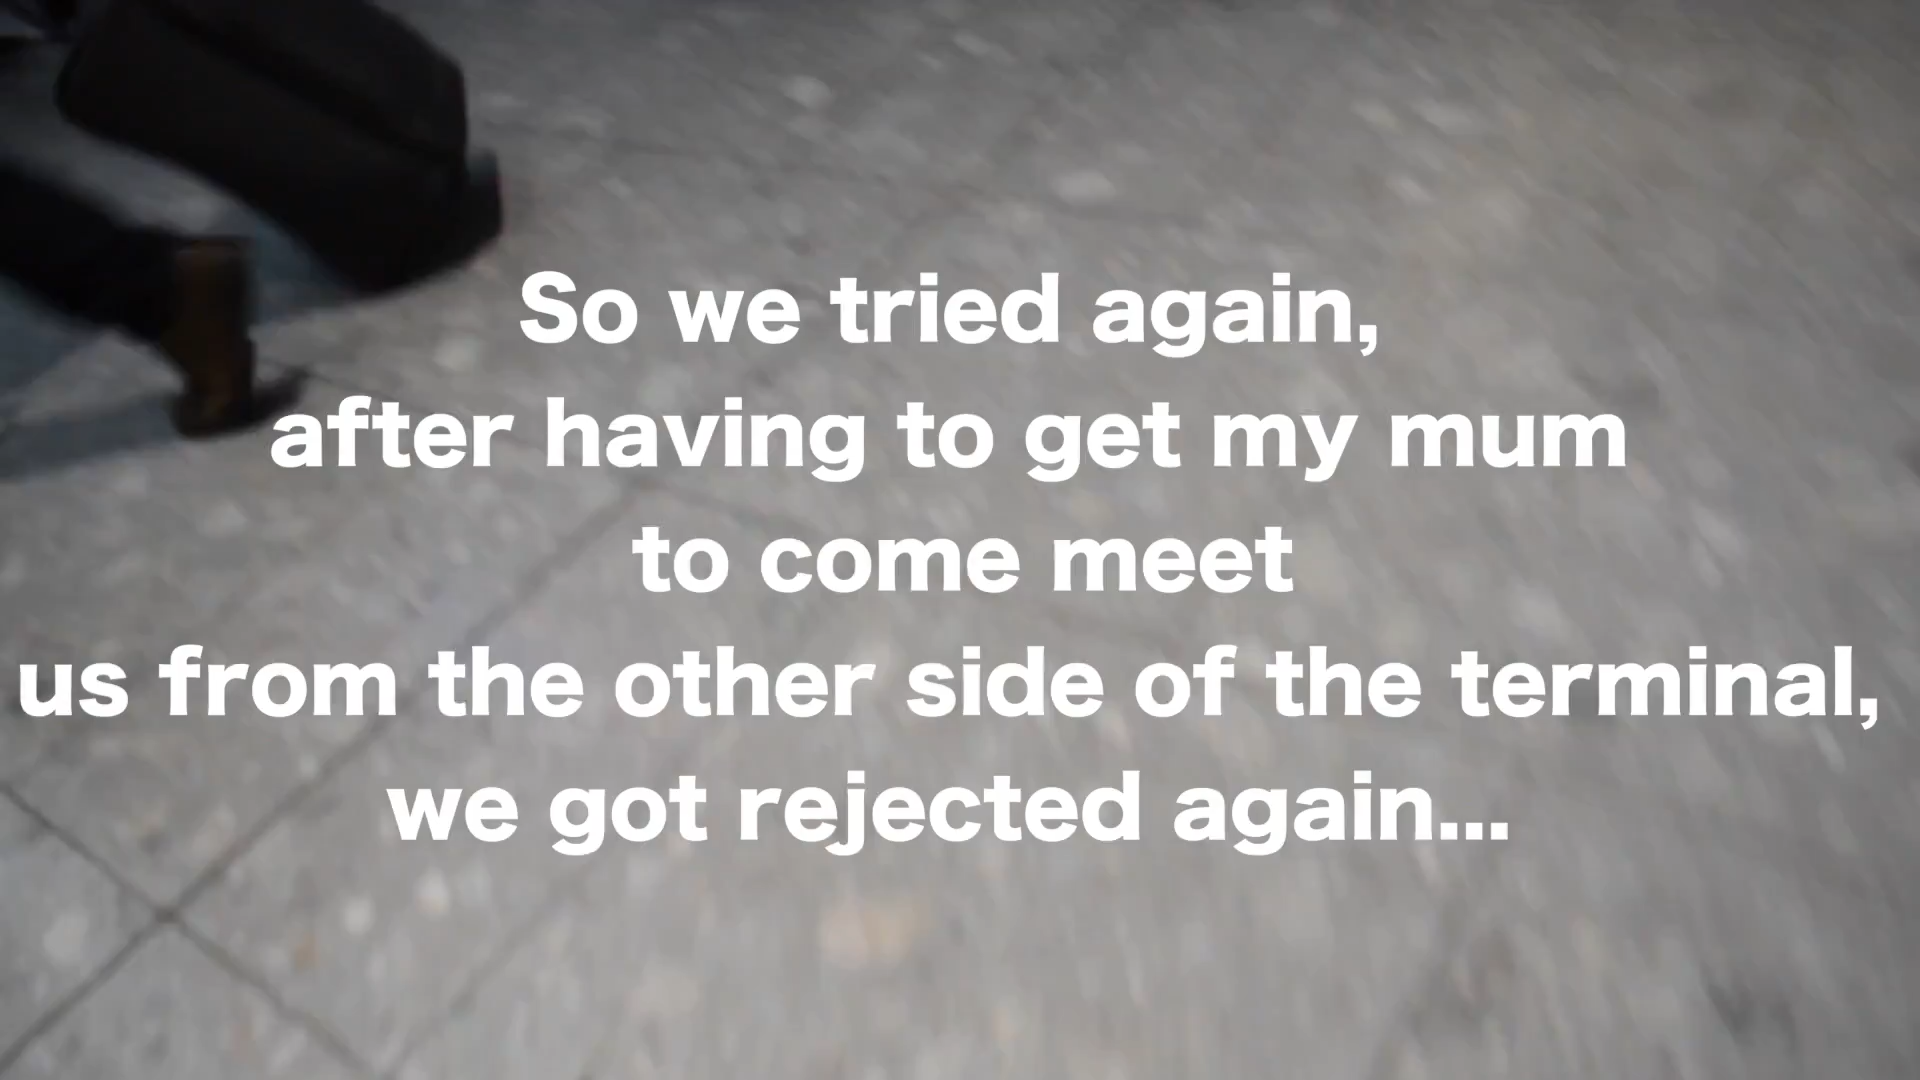 So we tried again,
after having to get my mum
to come meet
us from the other side of the terminal,
we got rejected again...